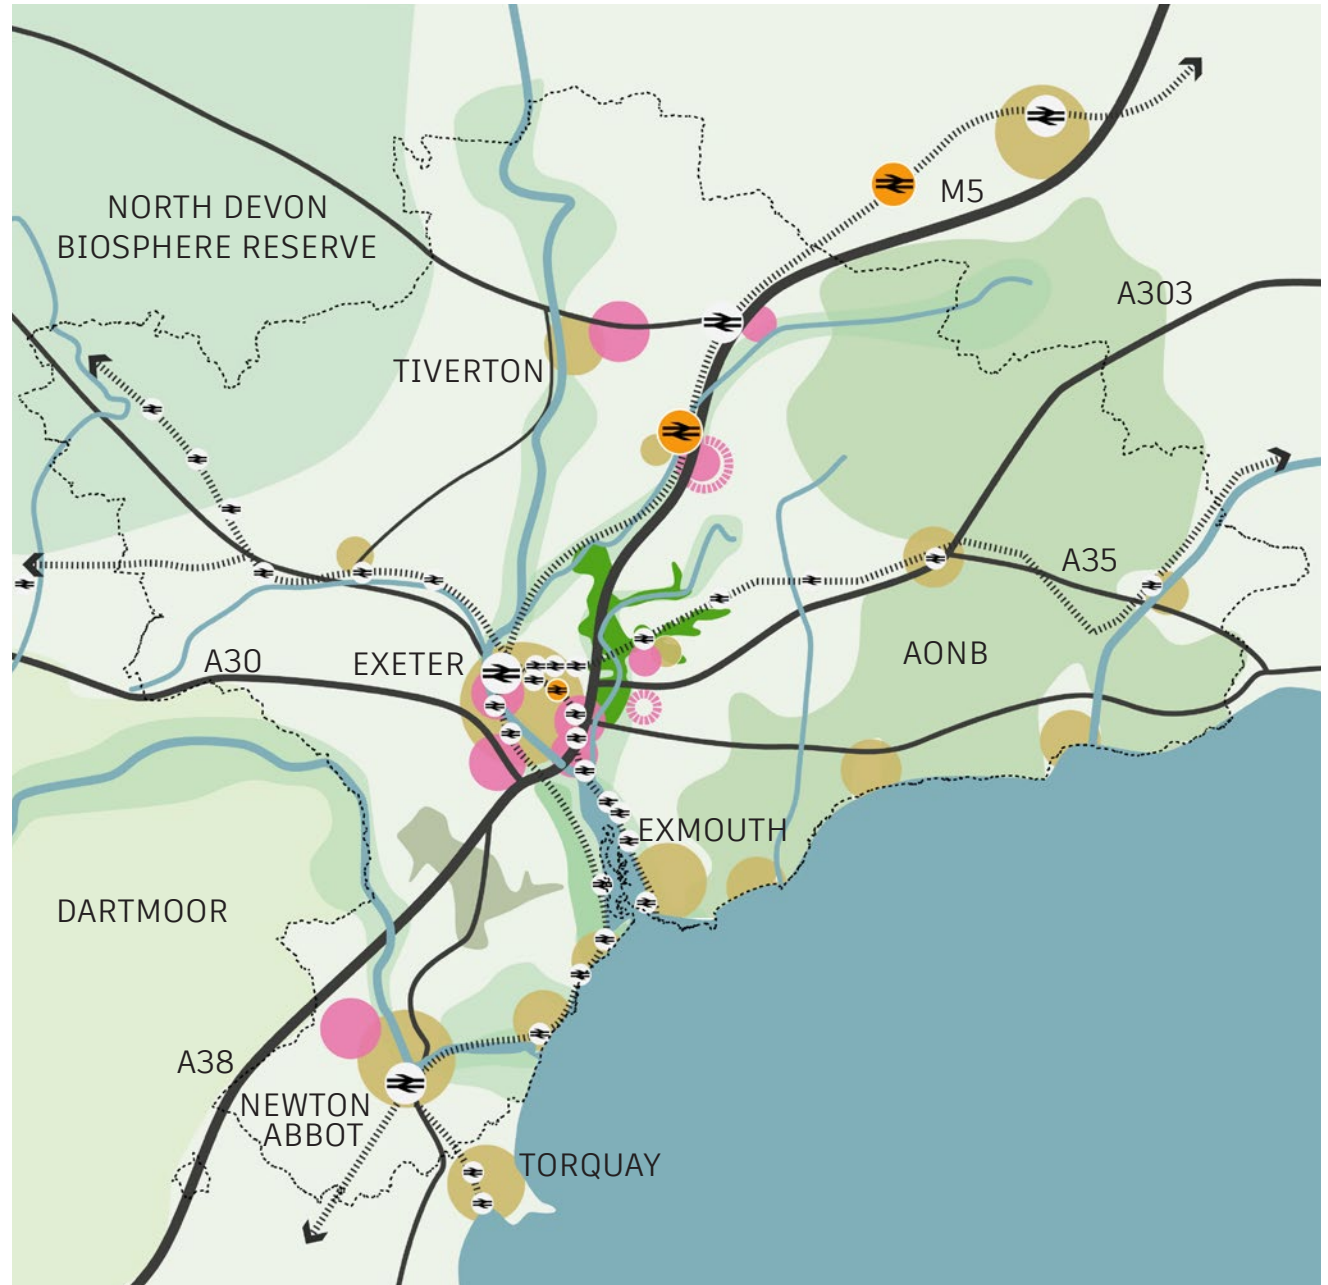 NORTH DEVON
BIOSPHERE RESERVE
M5
A303
TIVERTON
A35
A30
EXETER
AONB
EXMOUTH
DARTMOOR
A38
NEWTON
ABBOT
TORQUAY